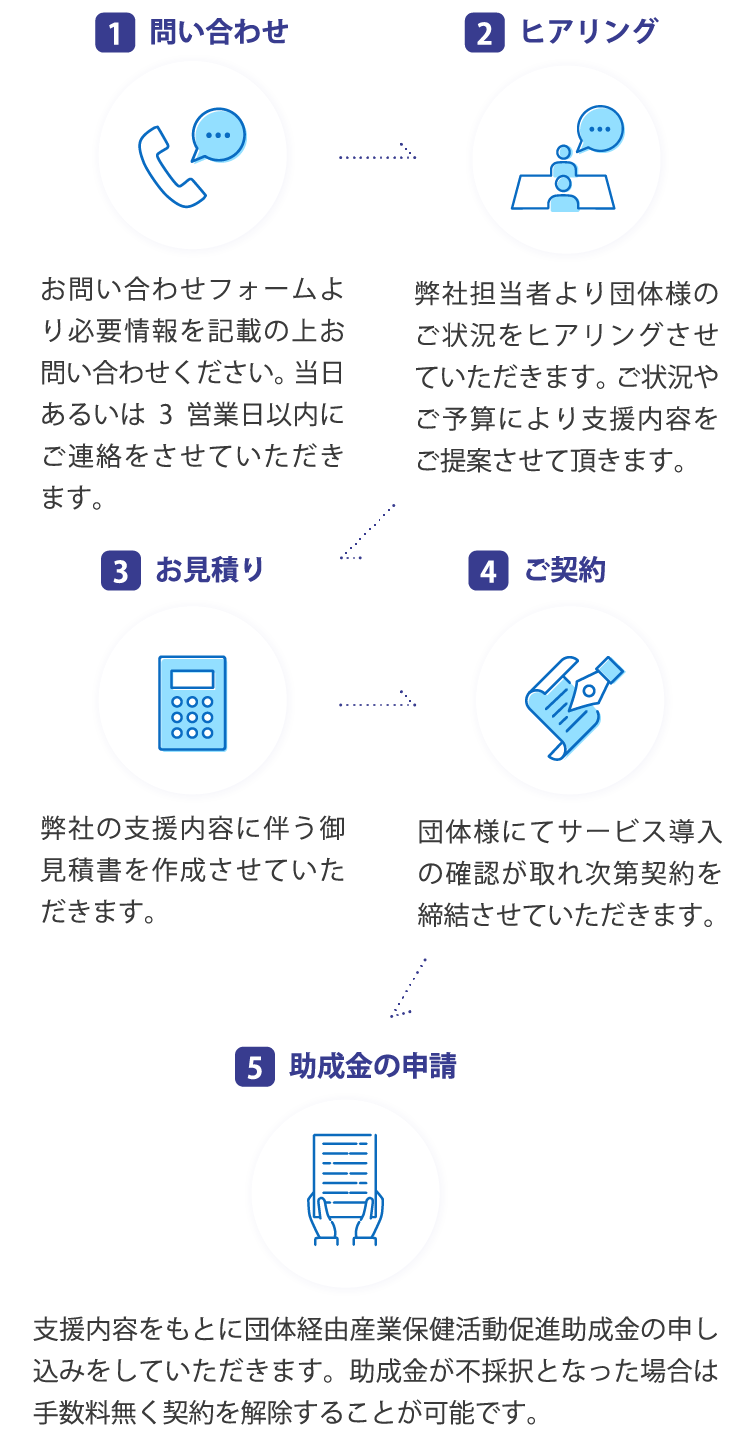 1 問い合わせ
お問い合わせフォームよ
り必要情報を記載の上お
問い合わせください。当日
あるいは 3 営業日以内に
ご連絡をさせていただき
ます。
2 ヒアリング
弊社担当者より団体様の
ご状況をヒアリングさせ
ていただきます。ご状況や
ご予算により支援内容を
ご提案させて頂きます。
3 お見積り
弊社の支援内容に伴う御
見積書を作成させていた
だきます。
4 ご契約
団体様にてサービス導入
の確認が取れ次第契約を
締結させていただきます。
5 助成金の申請
支援内容をもとに団体経由産業保健活動促進助成金の申し
込みをしていただきます。助成金が不採択となった場合は
手数料無く契約を解除することが可能です。